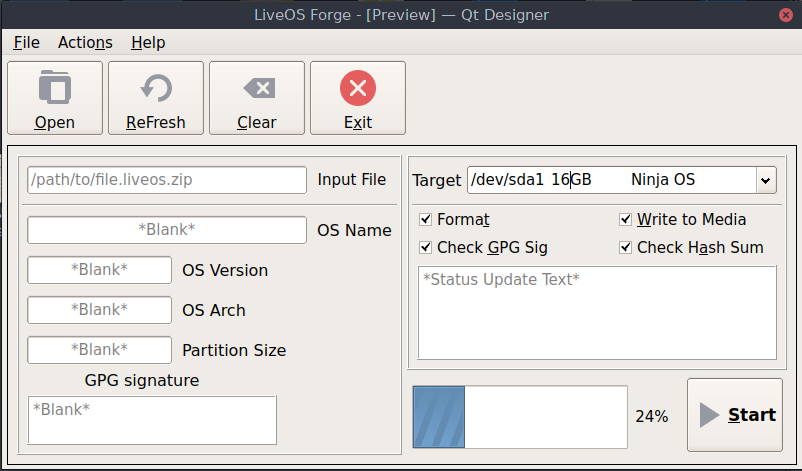 LiveOS Forge - [Preview] — Qt Designer
File Actions Help
Open ReFresh Clear Exit
/path/to/file.liveos.zip Input File
*Blank* OS Name
*Blank* OS Version
*Blank* OS Arch
*Blank* Partition Size
GPG signature
*Blank*
Target /dev/sda1 16GB Ninja OS
Format Write to Media
Check GPG Sig Check Hash Sum
*Status Update Text*
24% Start